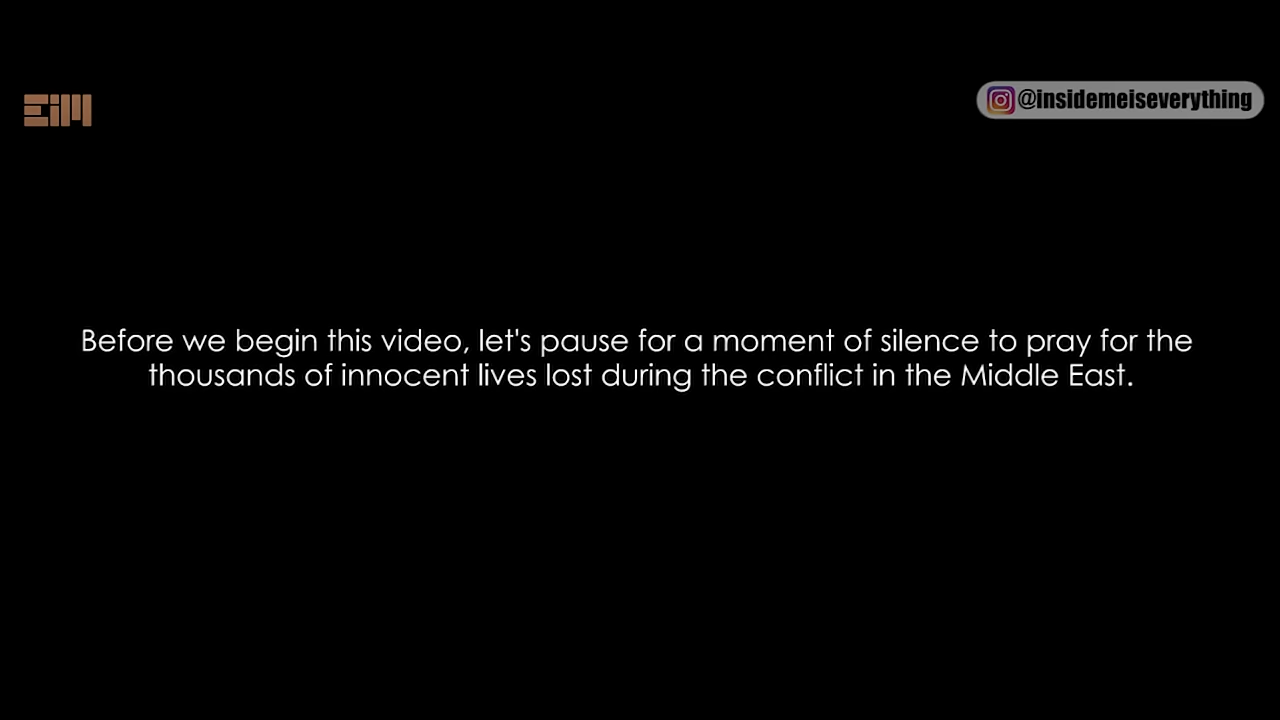 EiM
@insidemeiseverything
Before we begin this video, let's pause for a moment of silence to pray for the
thousands of innocent lives lost during the conflict in the Middle East.